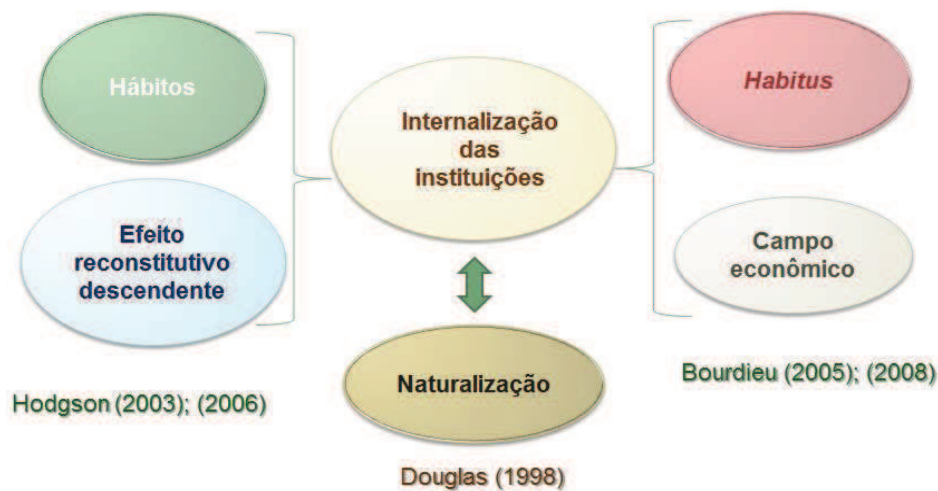 Hábitos
Efeito
reconstitutivo
descendente
Hodgson (2003); (2006)
Internalização
das
instituições
Naturalização
Douglas (1998)
Habitus
Campo
econômico
Bourdieu (2005); (2008)